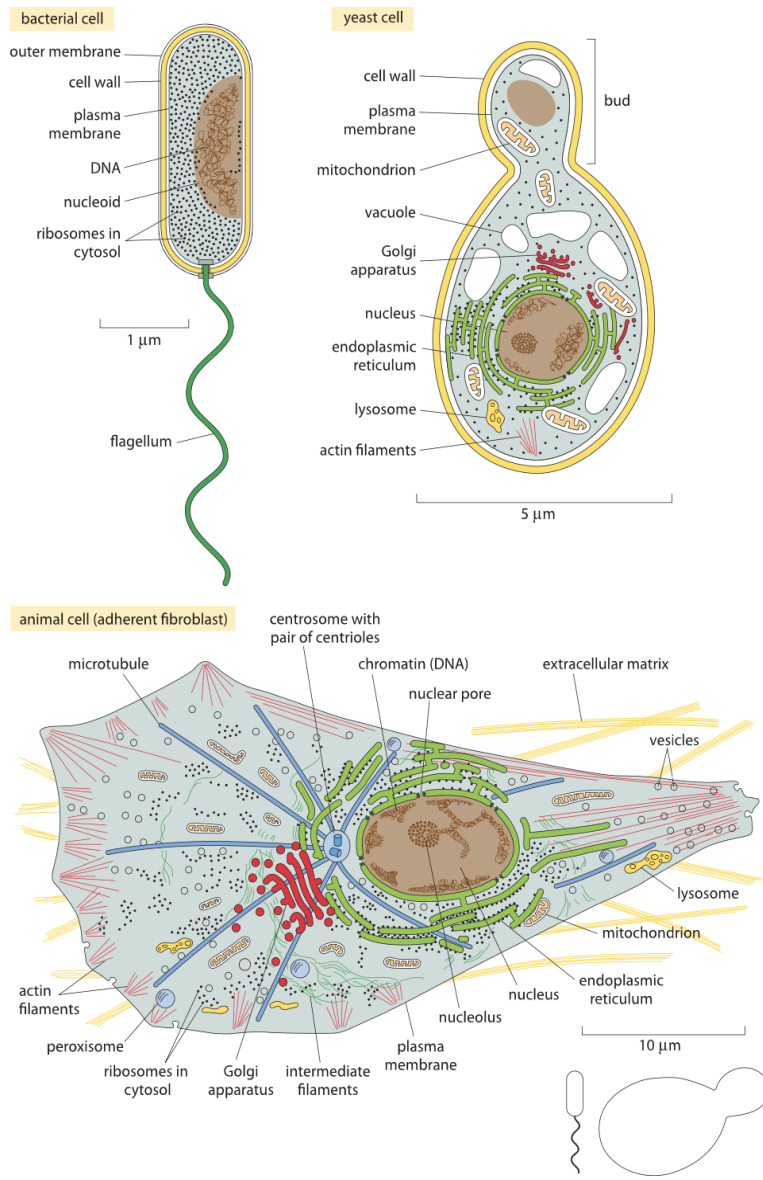 bacterial cell
outer membrane
cell wall
plasma
membrane
DNA
nucleoid
ribosomes in
cytosol
1 μm
flagellum
yeast cell
cell wall
plasma
membrane
bud
mitochondrion
vacuole
Golgi
apparatus
nucleus
endoplasmic
reticulum
lysosome
actin filaments
5 μm
animal cell (adherent fibroblast)
centrosome with
pair of centrioles
microtubule
chromatin (DNA)
extracellular matrix
nuclear pore
vesicles
lysosome
mitochondrion
endoplasmic
reticulum
nucleus
nucleolus
plasma
membrane
actin
filaments
peroxisome
ribosomes in
cytosol
Golgi
apparatus
intermediate
filaments
10 μm